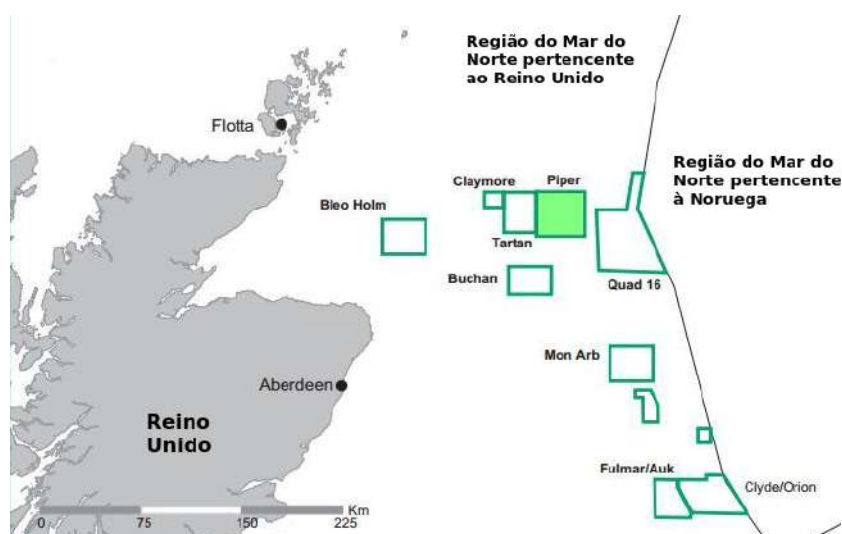 Região do Mar do
Norte pertencente
ao Reino Unido
Flotta
Região do Mar do
Norte pertencente
à Noruega
Claymore
Piper
Bleo Holm
Tartan
Buchan
Quad 16
Mon Arb
Aberdeen
Reino
Unido
Fulmar/Auk
Clyde/Orion
Km
0 75 150 225